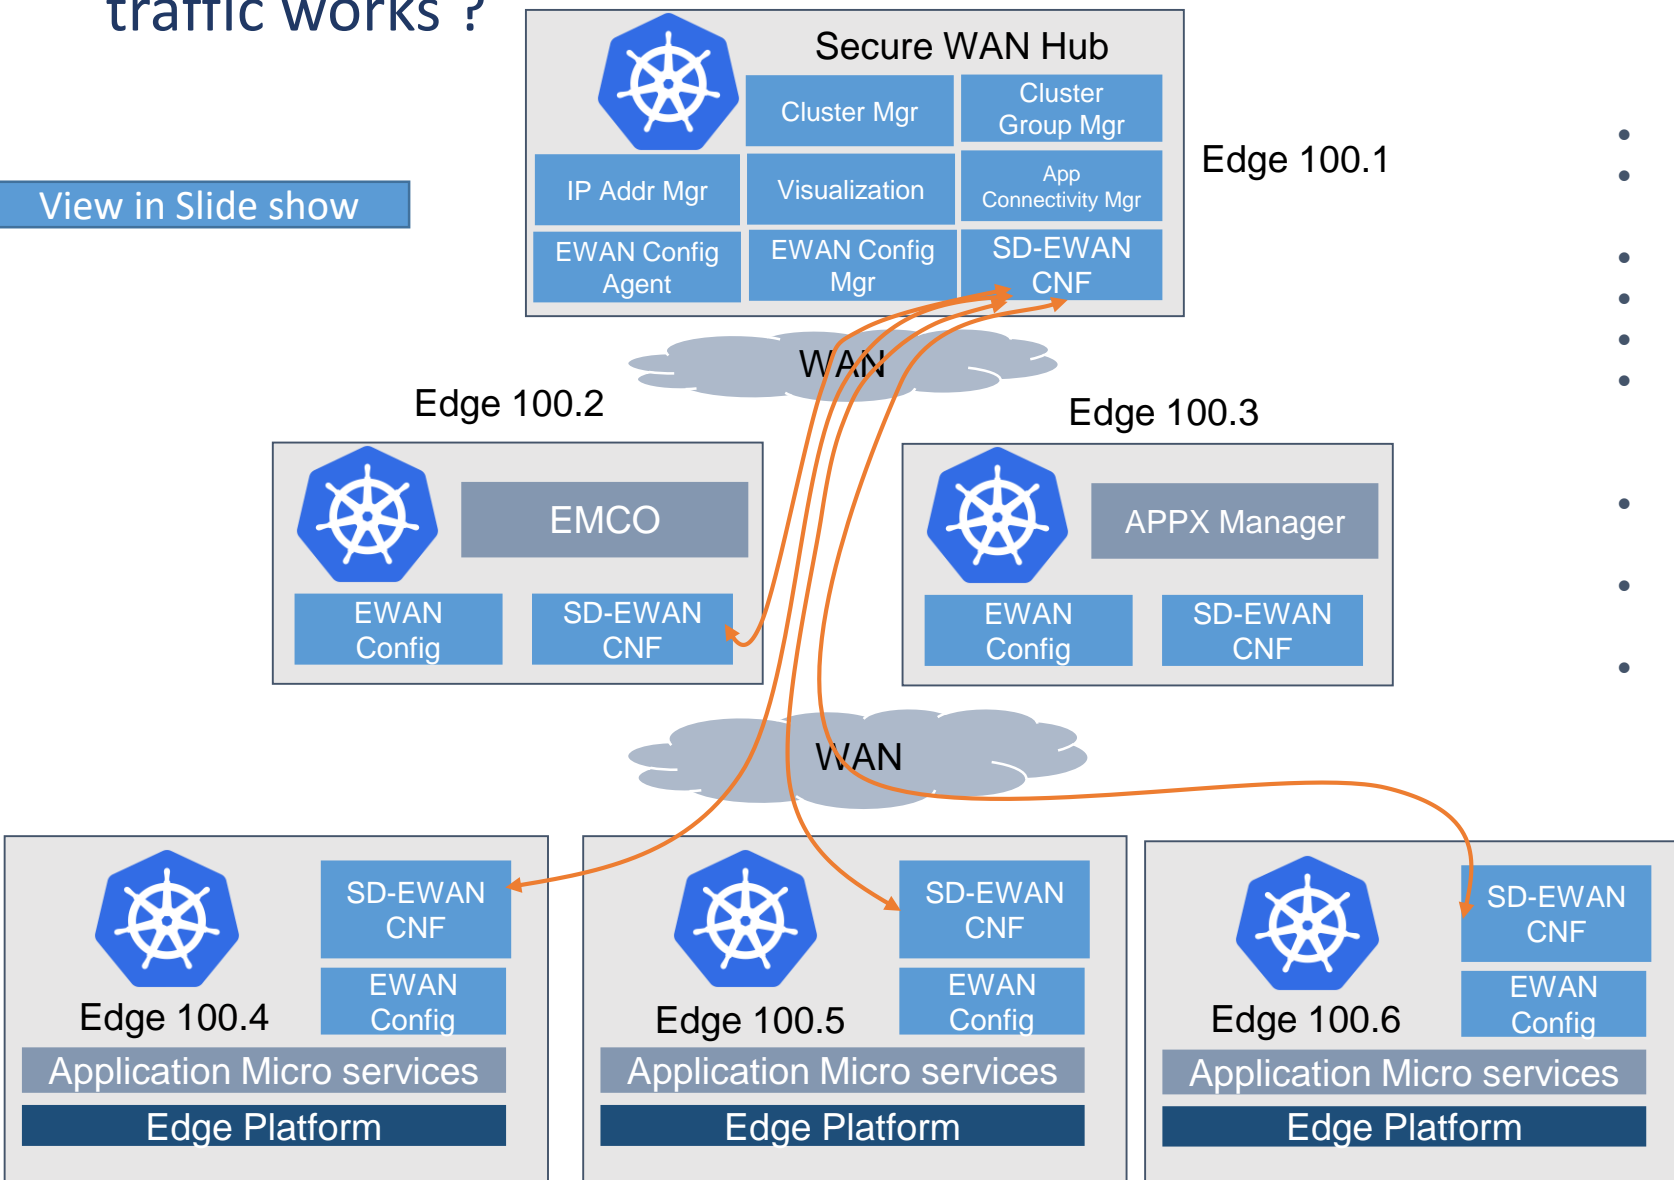 traffic works ?
View in Slide show
Secure WAN Hub
Cluster Mgr
Cluster
Group Mgr
IP Addr Mgr
Visualization
App
Connectivity Mgr
EWAN Config
Agent
EWAN Config
Mgr
SD-EWAN
CNF
Edge 100.1
WAN
Edge 100.2
EMCO
EWAN
Config
SD-EWAN
CNF
Edge 100.3
APPX Manager
EWAN
Config
SD-EWAN
CNF
WAN
SD-EWAN
CNF
EWAN
Config
Edge 100.4
Application Micro services
Edge Platform
SD-EWAN
CNF
EWAN
Config
Edge 100.5
Application Micro services
Edge Platform
SD-EWAN
CNF
EWAN
Config
Edge 100.6
Application Micro services
Edge Platform